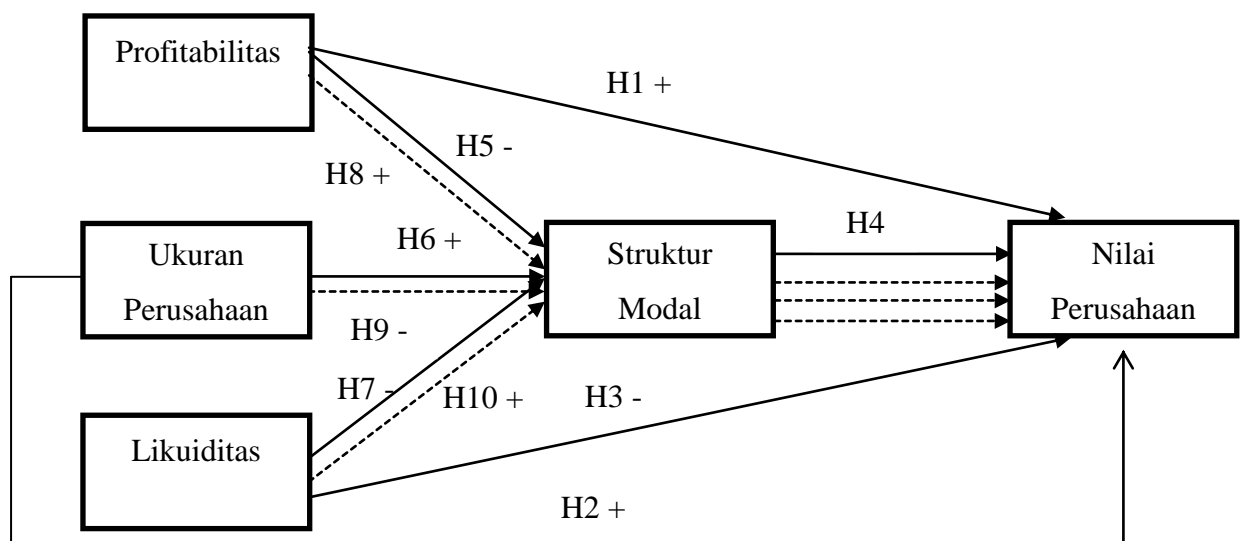 Profitabilitas
H1 +
H5 -
H8 +
H6 +
H4
Ukuran
Perusahaan
Struktur
Modal
Nilai
Perusahaan
H9 -
H7 -
H10 +
H3 -
Likuiditas
H2 +